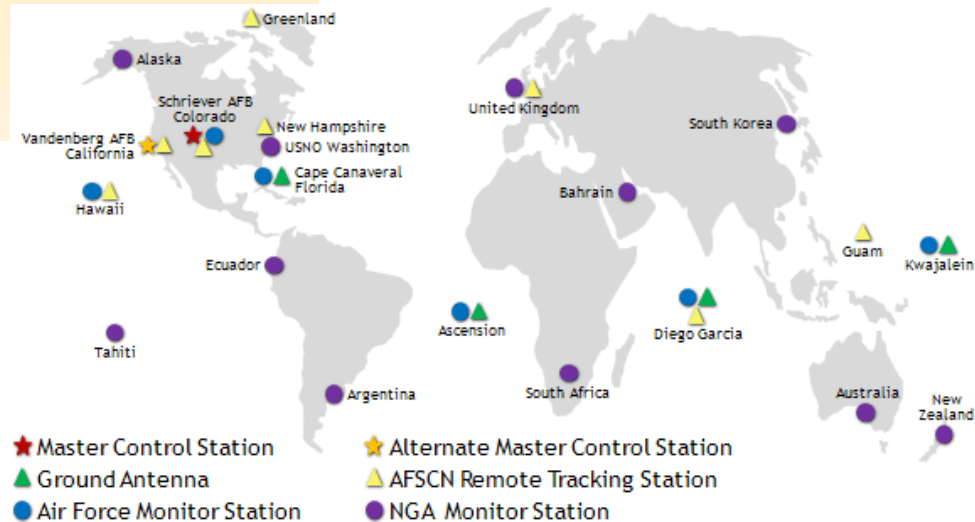 Greenland
Alaska
Schriever AFB
Colorado
Vandenberg AFB
California
New Hampshire
USNO Washington
Cape Canaveral
Florida
Hawaii
United Kingdom
South Korea
Bahrain
Guam
Kwajalein
Ecuador
Ascension
Diego Garcia
Tahiti
Argentina
South Africa
Australia
New
Zealand
Master Control Station
Alternate Master Control Station
Ground Antenna
AFSCN Remote Tracking Station
Air Force Monitor Station
NGA Monitor Station